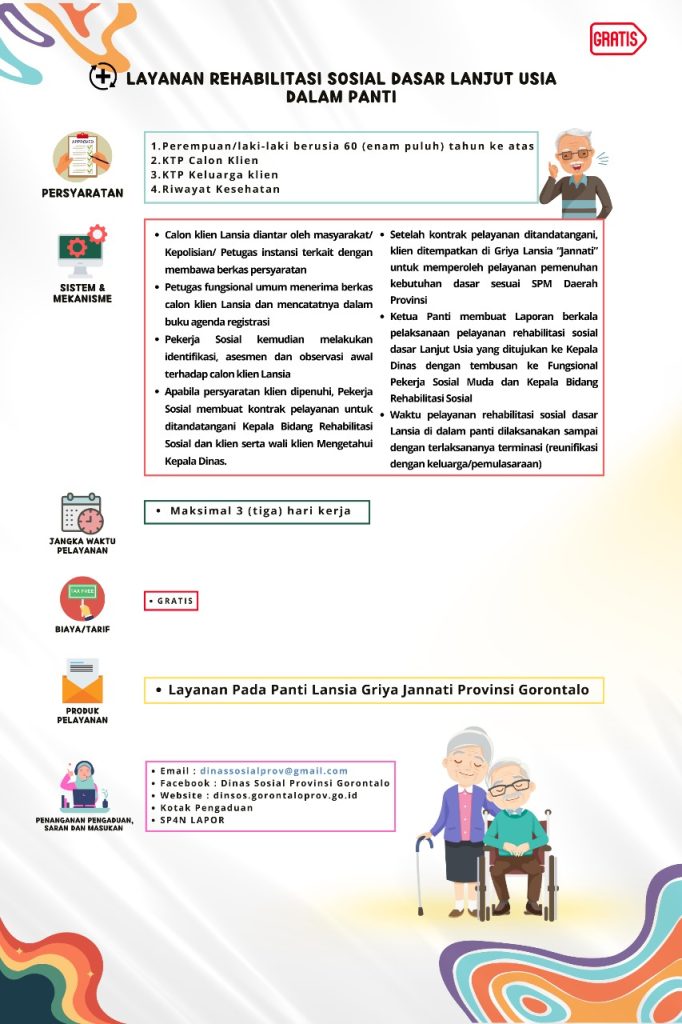 GRATIS
LAYANAN REHABILITASI SOSIAL DASAR LANJUT USIA
DALAM PANTI
APPROVED
PERSYARATAN
1.Perempuan/laki-laki berusia 60 (enam puluh) tahun ke atas
2.KTP Calon Klien
3.KTP Keluarga klien
4.Riwayat Kesehatan
SISTEM &
MEKANISME
• Calon klien Lansia diantar oleh masyarakat/
Kepolisian/ Petugas instansi terkait dengan
membawa berkas persyaratan
• Petugas fungsional umum menerima berkas
calon klien Lansia dan mencatatnya dalam
buku agenda registrasi
• Pekerja Sosial kemudian melakukan
identifikasi, asesmen dan observasi awal
terhadap calon klien Lansia
• Apabila persyaratan klien dipenuhi, Pekerja
Sosial membuat kontrak pelayanan untuk
ditandatangani Kepala Bidang Rehabilitasi
Sosial dan klien serta wali klien Mengetahui
Kepala Dinas.
• Setelah kontrak pelayanan ditandatangani,
klien ditempatkan di Griya Lansia “Jannati”
untuk memperoleh pelayanan pemenuhan
kebutuhan dasar sesuai SPM Daerah
Provinsi
• Ketua Panti membuat Laporan berkala
pelaksanaan pelayanan rehabilitasi sosial
dasar Lanjut Usia yang ditujukan ke Kepala
Dinas dengan tembusan ke Fungsional
Pekerja Sosial Muda dan Kepala Bidang
Rehabilitasi Sosial
• Waktu pelayanan rehabilitasi sosial dasar
Lansia di dalam panti dilaksanakan sampai
dengan terlaksananya terminasi (reunifikasi
dengan keluarga/pemulasaraan)
JANGKA WAKTU
PELAYANAN
• Maksimal 3 (tiga) hari kerja
TAX FREE
BIAYA/TARIF
• GRATIS
PRODUK
PELAYANAN
• Layanan Pada Panti Lansia Griya Jannati Provinsi Gorontalo
PENANGANAN PENGADUAN,
SARAN DAN MASUKAN
• Email : dinassosialprov@gmail.com
• Facebook : Dinas Sosial Provinsi Gorontalo
• Website : dinsos.gorontaloprov.go.id
• Kotak Pengaduan
• SP4N LAPOR